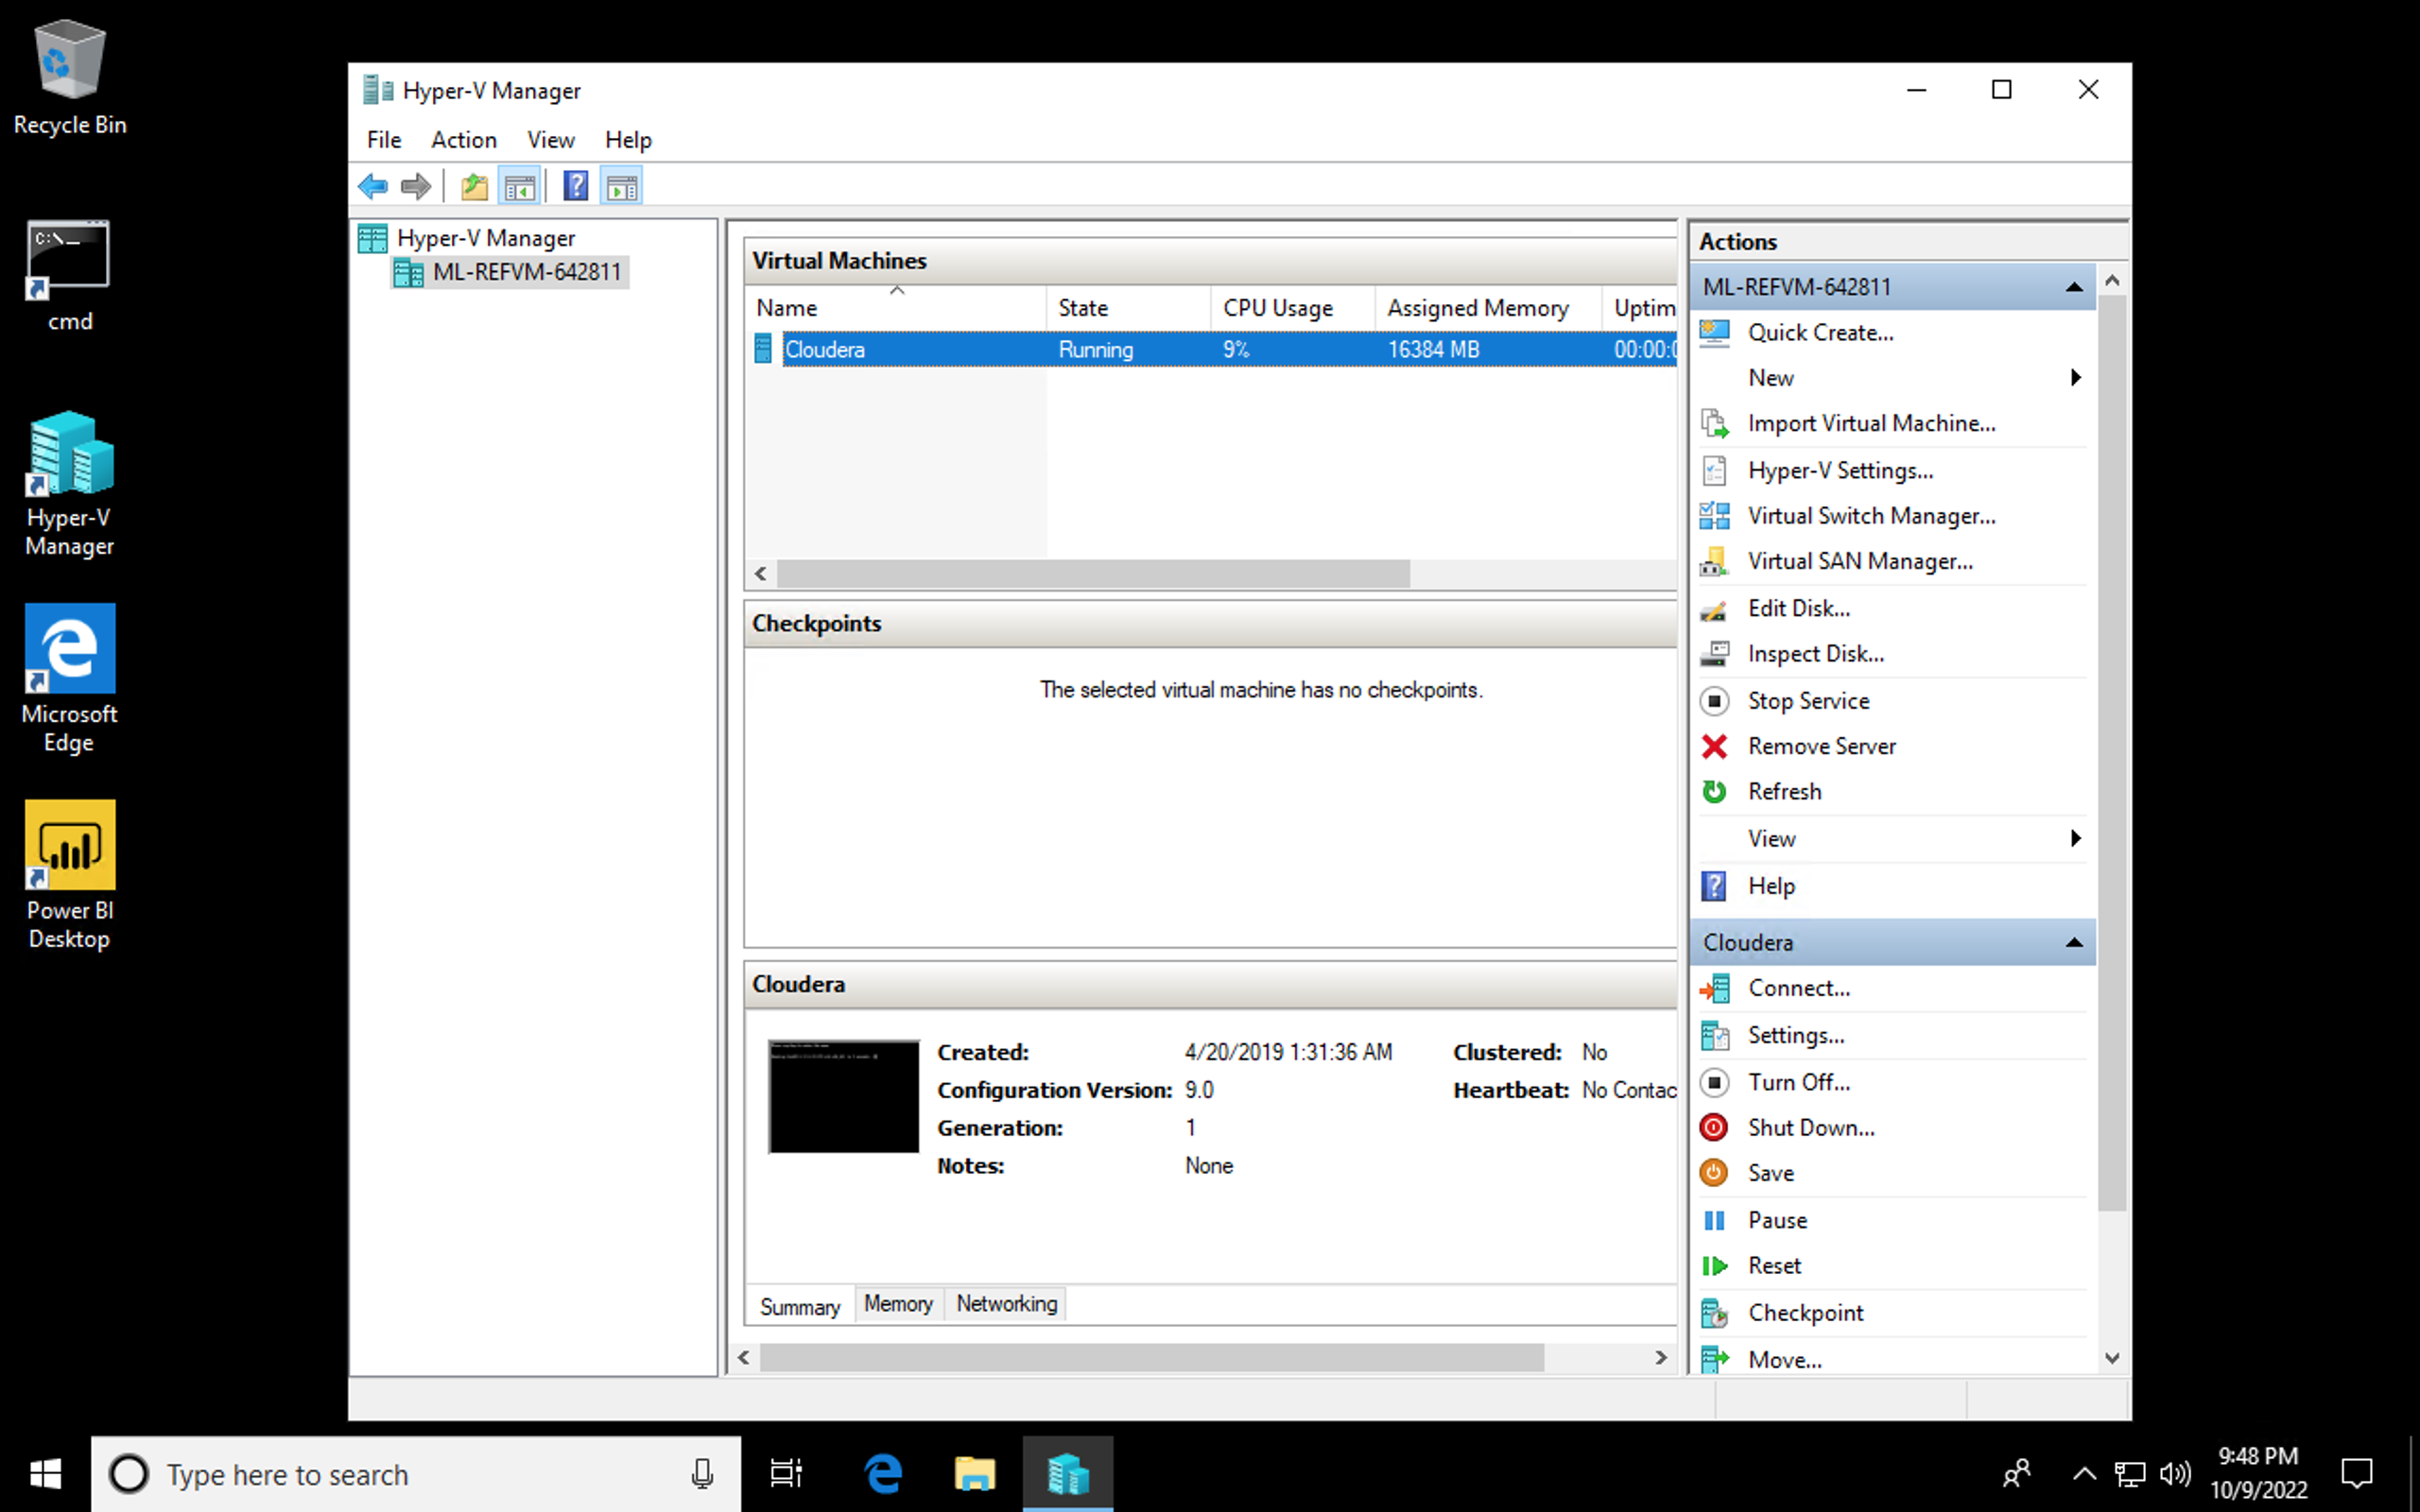 Recycle Bin
cmd
Hyper-V
Manager
Microsoft
Edge
Power BI
Desktop
Hyper-V Manager
File Action View Help
Hyper-V Manager
ML-REFVM-642811
Virtual Machines
Name State CPU Usage Assigned Memory Uptim
Cloudera Running 9% 16384 MB 00:00:0
Checkpoints
The selected virtual machine has no checkpoints.
Cloudera
Created: 4/20/2019 1:31:36 AM Clustered: No
Configuration Version: 9.0 Heartbeat: No Contac
Generation: 1
Notes: None
Summary Memory Networking
Actions
ML-REFVM-642811
Quick Create...
New
Import Virtual Machine...
Hyper-V Settings...
Virtual Switch Manager...
Virtual SAN Manager...
Edit Disk...
Inspect Disk...
Stop Service
Remove Server
Refresh
View
Help
Cloudera
Connect...
Settings...
Turn Off...
Shut Down...
Save
Pause
Reset
Checkpoint
Move...
Type here to search
9:48 PM
10/9/2022